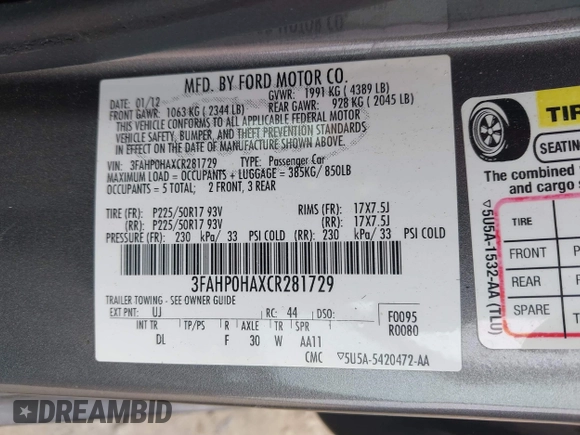 MFD. BY FORD MOTOR CO.
DATE: 01/12 GVWR: 1991 KG ( 4389 LB)
FRONT GAWR: 1063 KG ( 2344 LB) REAR GAWR: 928 KG ( 2045 LB)
THIS VEHICLE CONFORMS TO ALL APPLICABLE FEDERAL MOTOR
VEHICLE SAFETY, BUMPER, AND THEFT PREVENTION STANDARDS
IN EFFECT ON THE DATE OF MANUFACTURE SHOWN ABOVE.
VIN: 3FAHP0HAXCR281729 TYPE: Passenger Car
MAXIMUM LOAD = OCCUPANTS + LUGGAGE = 385KG/ 850LB
OCCUPANTS = 5 TOTAL; 2 FRONT, 3 REAR
TIRE (FR): P225/50R17 93V RIMS (FR): 17X7.5J
(RR): P225/50R17 93V (RR): 17X7.5J
PRESSURE (FR): 230 kPa/ 33 PSI COLD (RR): 230 kPa/ 33 PSI COLD
3FAHP0HAXCR281729
TRAILER TOWING - SEE OWNER GUIDE
EXT PNT: UJ RC: 44 DSO: F0095
INT TR TP/PS R AXLE TR SPR R0080
DL F 30 W AA11
CMC ▽5U5A-5420472-AA
TIR
SEATING
The combined
and cargo
TIRE
FRONT P
REAR
SPARE T
▽5U5A-1532-AA (TLU)
DREAMBID